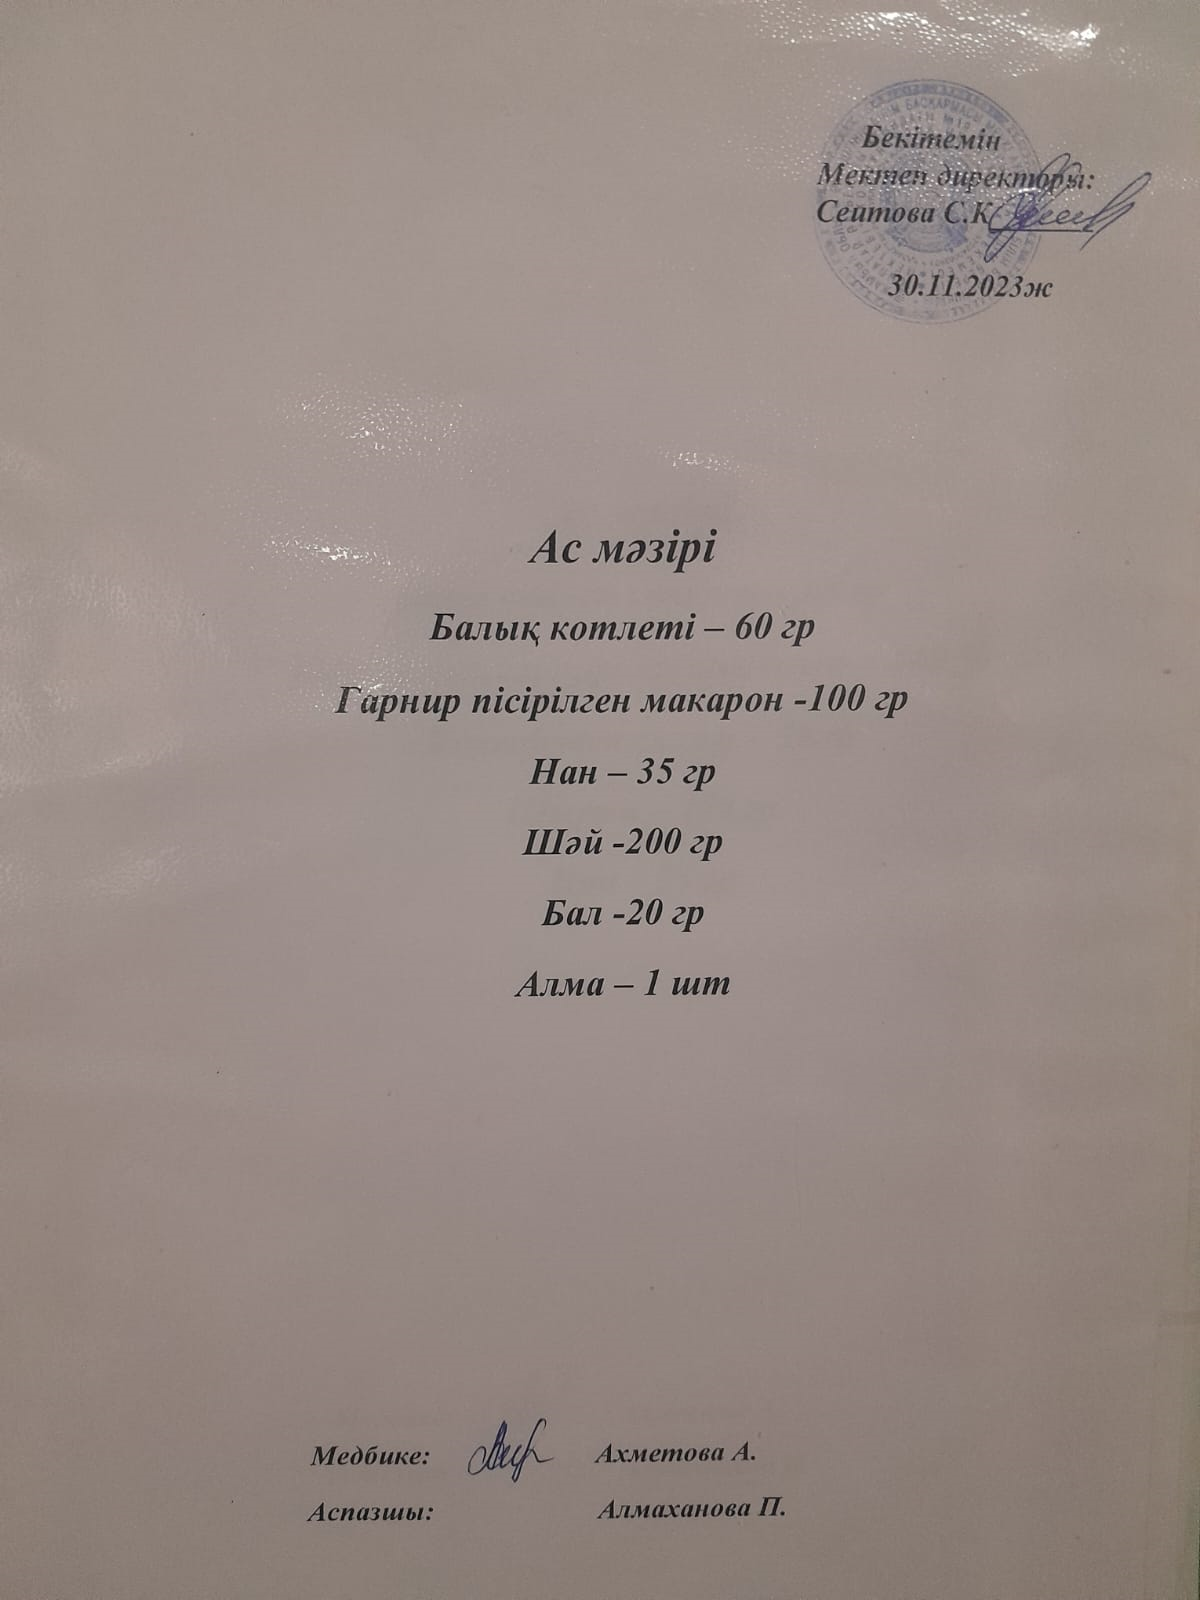 Бекітемін
Мектеп директоры:
Сеитова С.К
30.11.2023ж
Ас мәзірі
Балық котлеті – 60 гр
Гарнир пісірілген макарон -100 гр
Нан – 35 гр
Шәй -200 гр
Бал -20 гр
Алма – 1 шт
Медбике: Ахметова А.
Аспазшы: Алмаханова П.